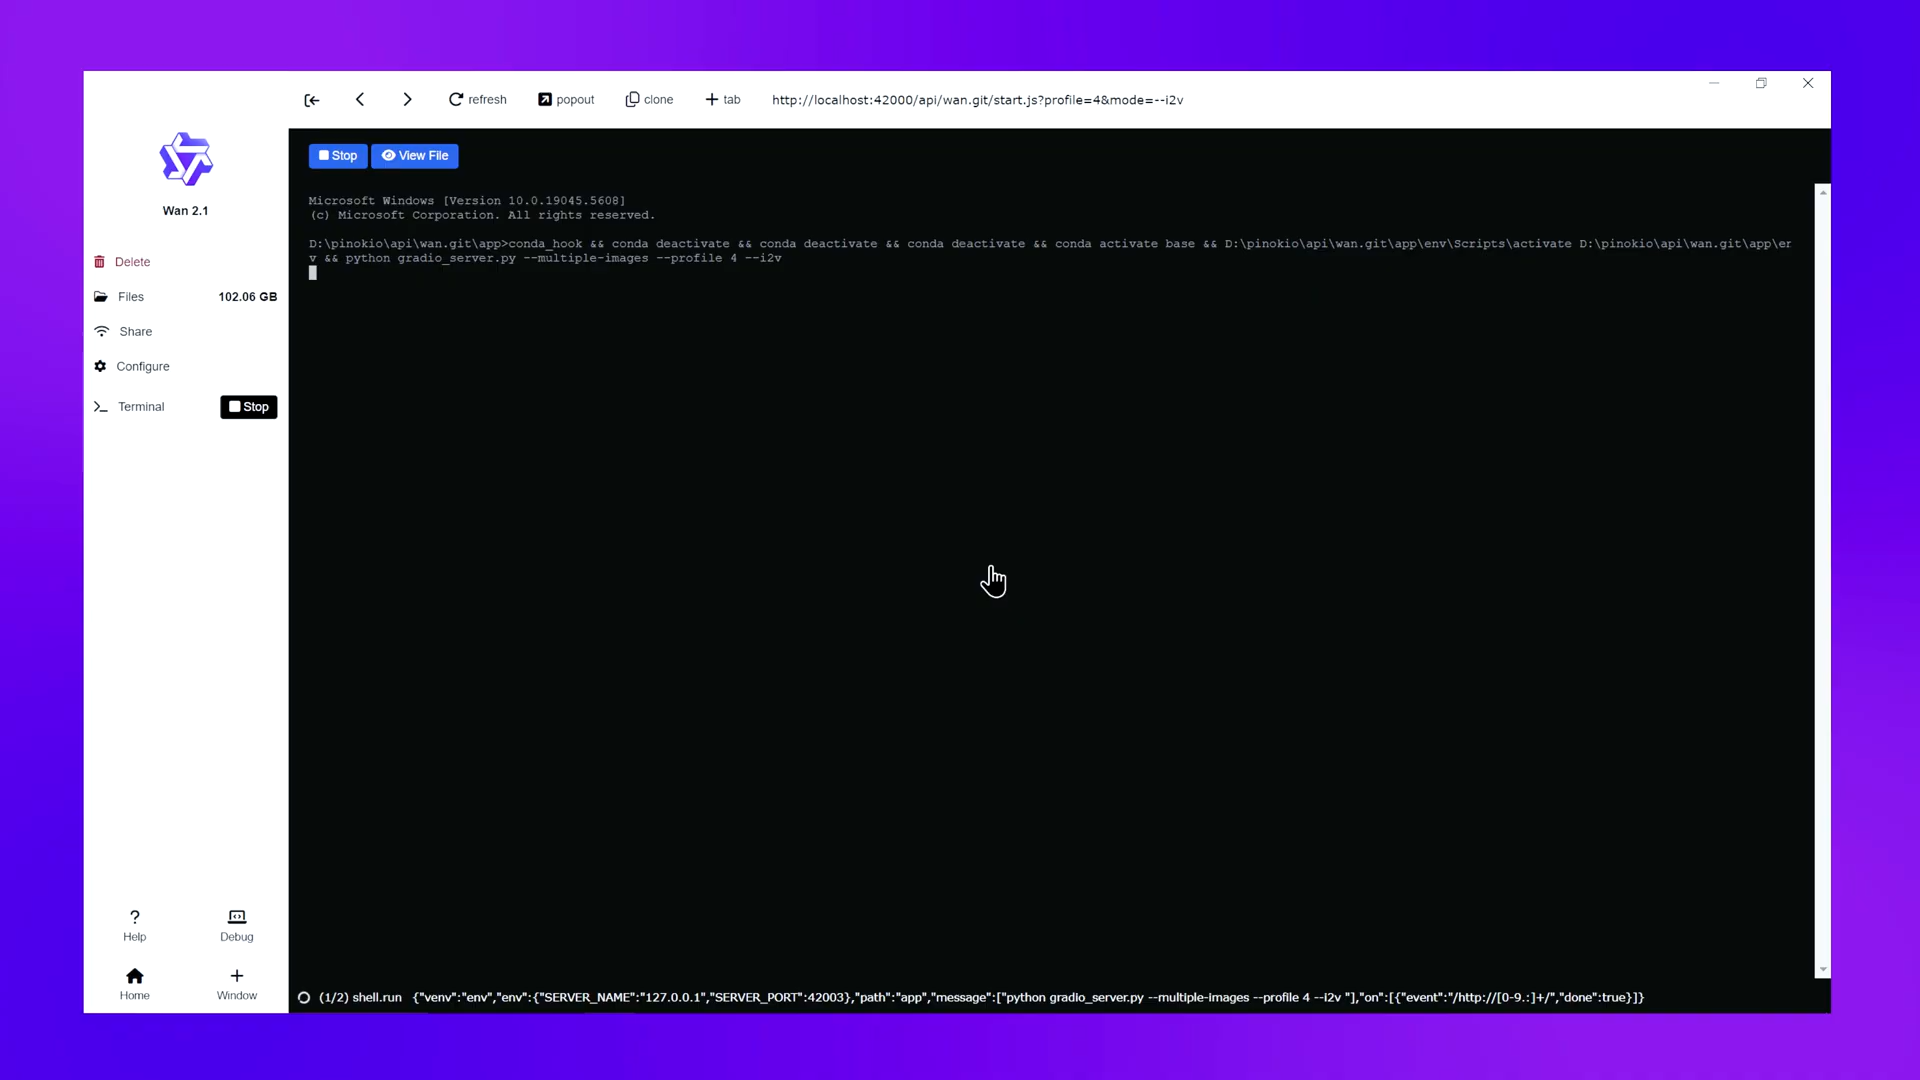 refresh
popout
clone
tab
http://localhost:42000/api/wan.git/start.js?profile=4&mode=--i2v
Wan 2.1
Delete
Files 102.06 GB
Share
Configure
Terminal Stop
Help
Debug
Home
Window
Stop
View File
Microsoft Windows [Version 10.0.19045.5608]
(c) Microsoft Corporation. All rights reserved.
D:\pinokio\api\wan.git\app>conda_hook && conda deactivate && conda deactivate && conda deactivate && conda activate base && D:\pinokio\api\wan.git\app\env\Scripts\activate D:\pinokio\api\wan.git\app\en
v && python gradio_server.py --multiple-images --profile 4 --i2v
(1/2) shell.run {"venv":"env","env":{"SERVER_NAME":"127.0.0.1","SERVER_PORT":42003},"path":"app","message":["python gradio_server.py --multiple-images --profile 4 --i2v "],"on":[{"event":"/http://[0-9.:]+/","done":true}]}